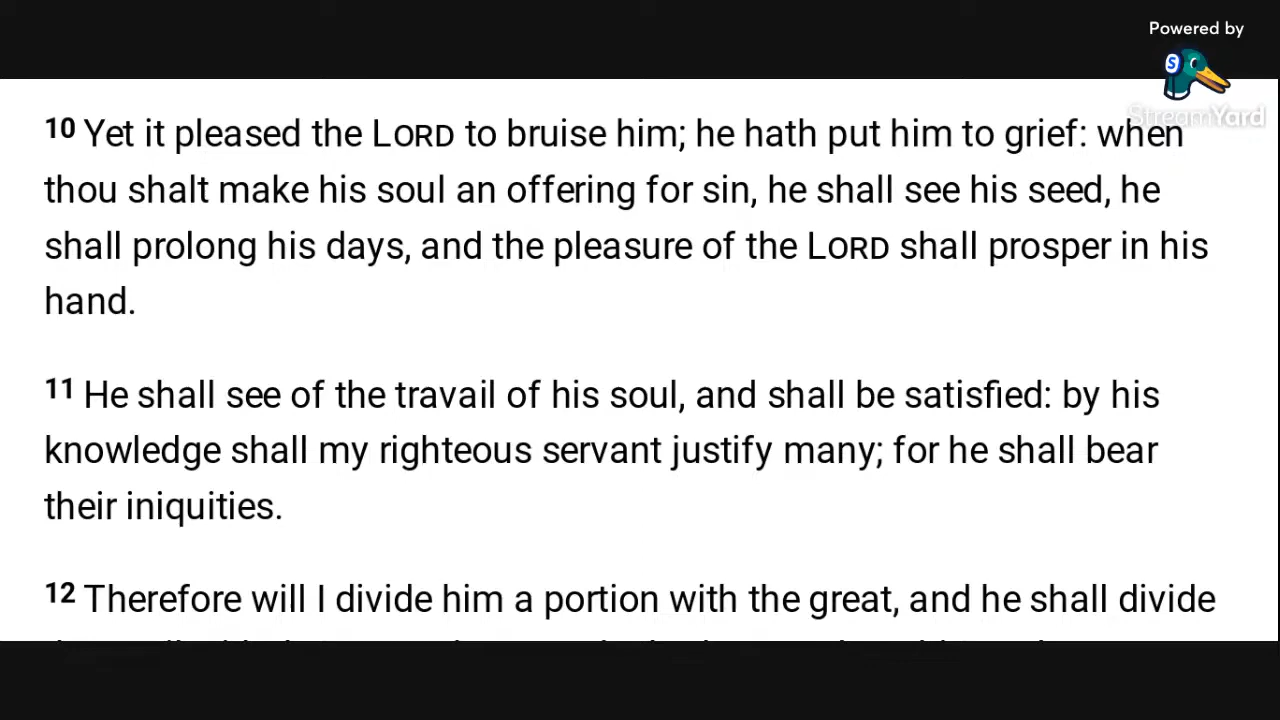 Powered by
StreamYard
10 Yet it pleased the LORD to bruise him; he hath put him to grief: when
thou shalt make his soul an offering for sin, he shall see his seed, he
shall prolong his days, and the pleasure of the LORD shall prosper in his
hand.
11 He shall see of the travail of his soul, and shall be satisfied: by his
knowledge shall my righteous servant justify many; for he shall bear
their iniquities.
12 Therefore will I divide him a portion with the great, and he shall divide